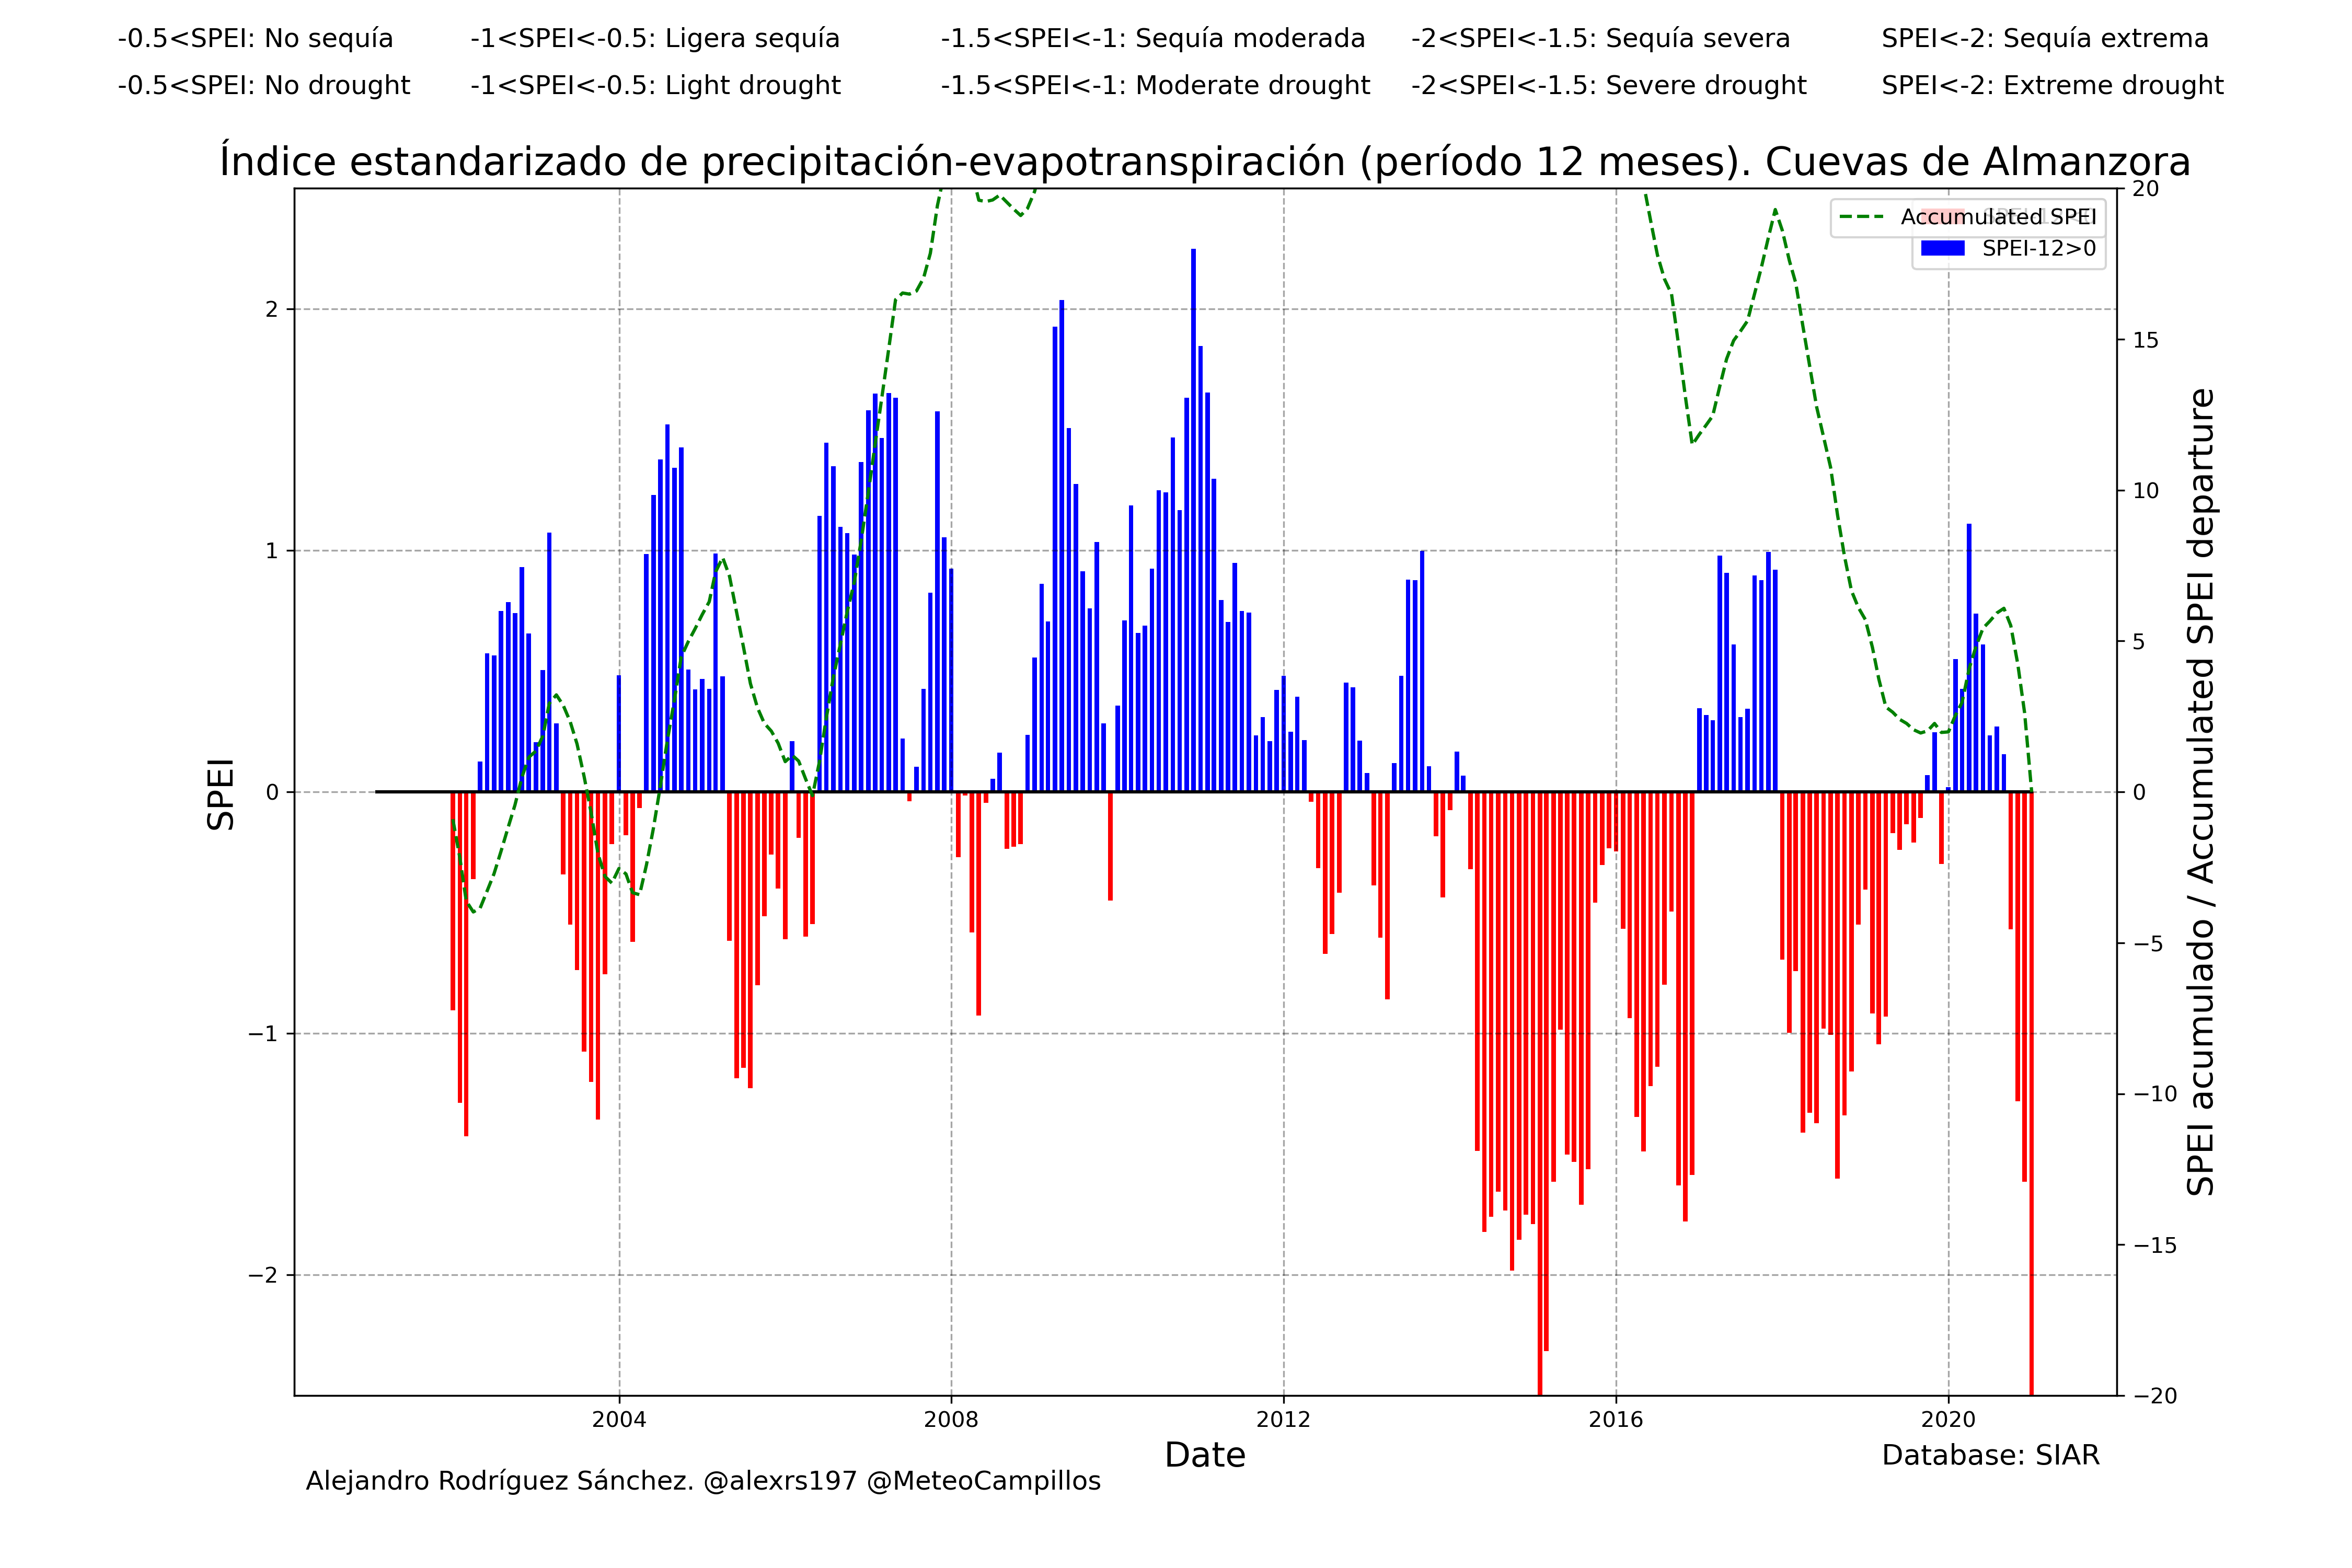 -0.5<SPEI: No sequía -1<SPEI<-0.5: Ligera sequía -1.5<SPEI<-1: Sequía moderada -2<SPEI<-1.5: Sequía severa SPEI<-2: Sequía extrema
-0.5<SPEI: No drought -1<SPEI<-0.5: Light drought -1.5<SPEI<-1: Moderate drought -2<SPEI<-1.5: Severe drought SPEI<-2: Extreme drought
Índice estandarizado de precipitación-evapotranspiración (período 12 meses). Cuevas de Almanzora
Accumulated SPEI
SPEI-12>0
SPEI
2
1
0
−1
−2
20
15
10
5
0
−5
−10
−15
−20
SPEI acumulado / Accumulated SPEI departure
2004 2008 2012 2016 2020
Date
Database: SIAR
Alejandro Rodríguez Sánchez. @alexrs197 @MeteoCampillos